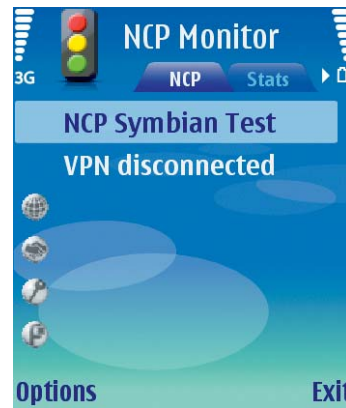 NCP Monitor
3G
NCP Stats
NCP Symbian Test
VPN disconnected
Options Exit